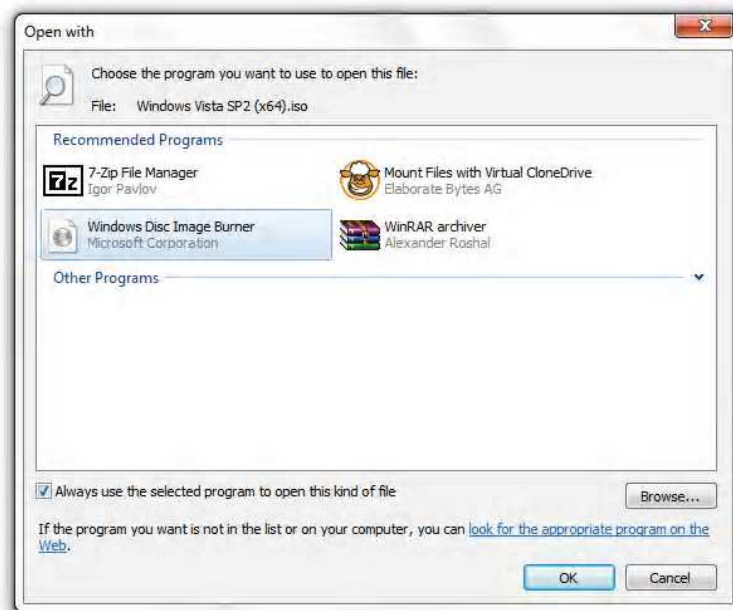 Open with
Choose the program you want to use to open this file:
File: Windows Vista SP2 (x64).iso
Recommended Programs
7-Zip File Manager
Igor Pavlov
Mount Files with Virtual CloneDrive
Elaborate Bytes AG
Windows Disc Image Burner
Microsoft Corporation
WinRAR archiver
Alexander Roshal
Other Programs
Always use the selected program to open this kind of file
Browse...
If the program you want is not in the list or on your computer, you can look for the appropriate program on the
Web.
OK
Cancel